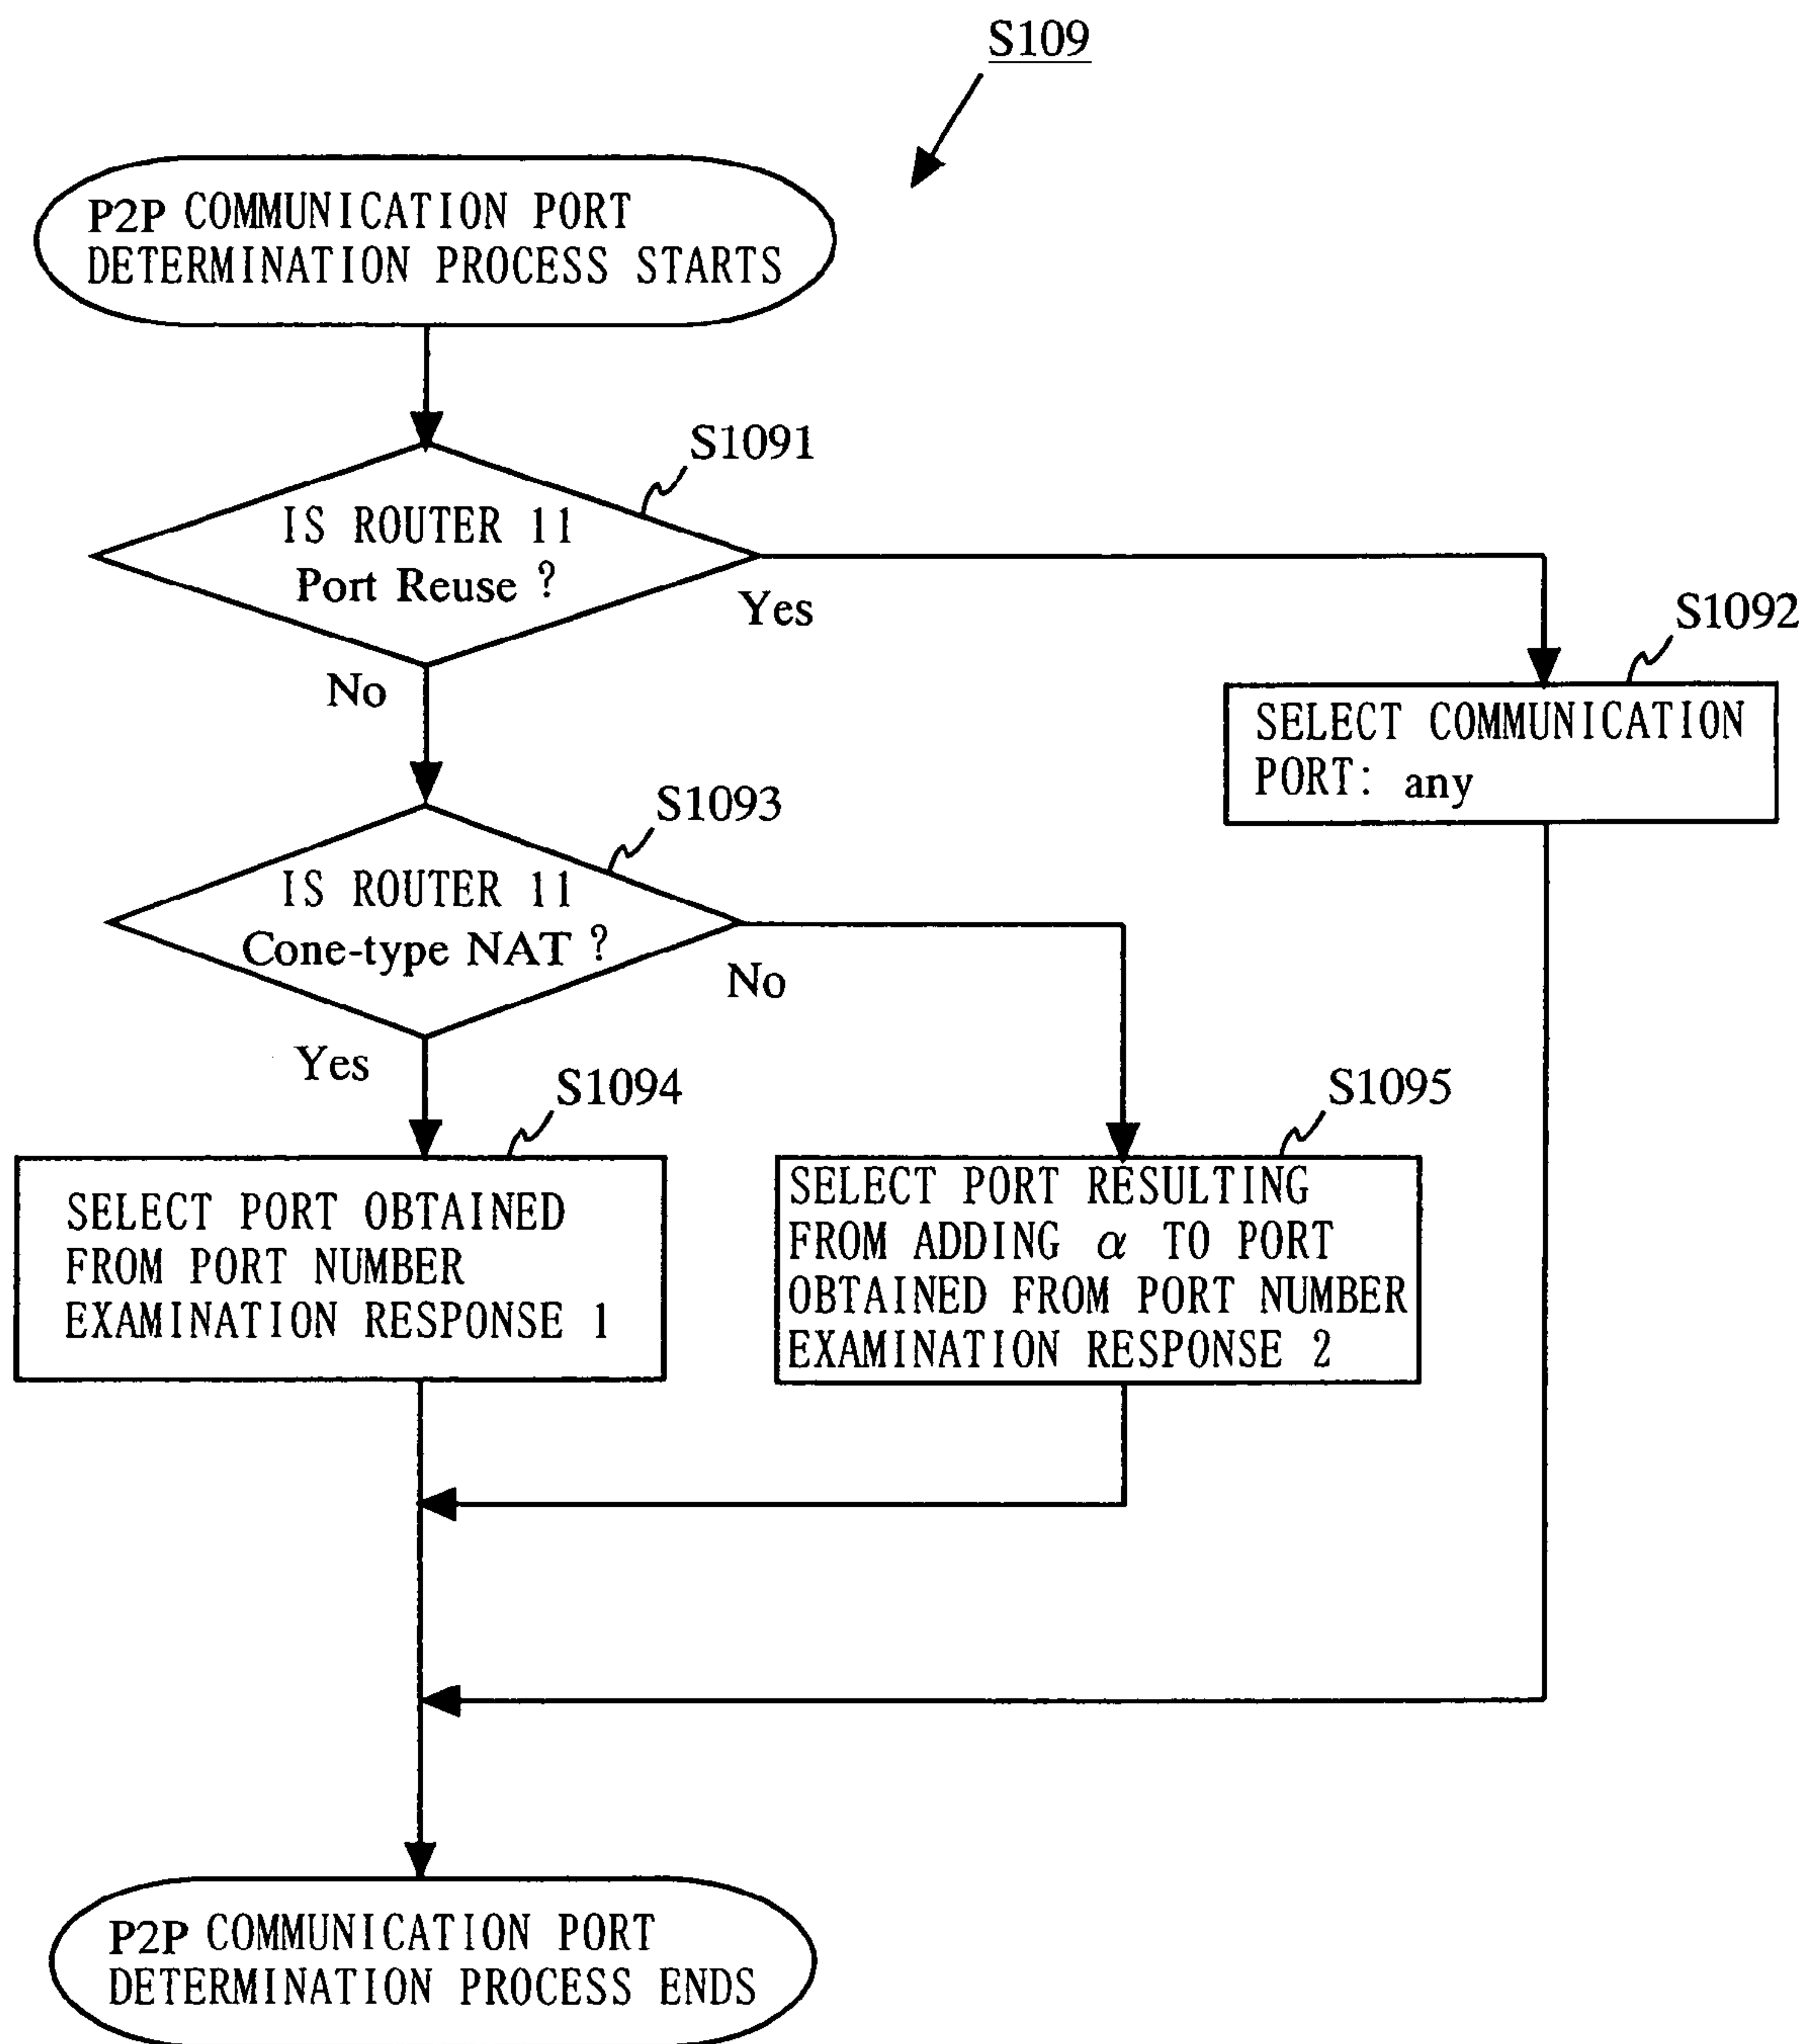 S109
P2P COMMUNICATION PORT
DETERMINATION PROCESS STARTS
S1091
IS ROUTER 11
Port Reuse ?
Yes
No
S1092
SELECT COMMUNICATION
PORT: any
S1093
IS ROUTER 11
Cone-type NAT ?
No
Yes
S1094
SELECT PORT OBTAINED
FROM PORT NUMBER
EXAMINATION RESPONSE 1
S1095
SELECT PORT RESULTING
FROM ADDING α TO PORT
OBTAINED FROM PORT NUMBER
EXAMINATION RESPONSE 2
P2P COMMUNICATION PORT
DETERMINATION PROCESS ENDS